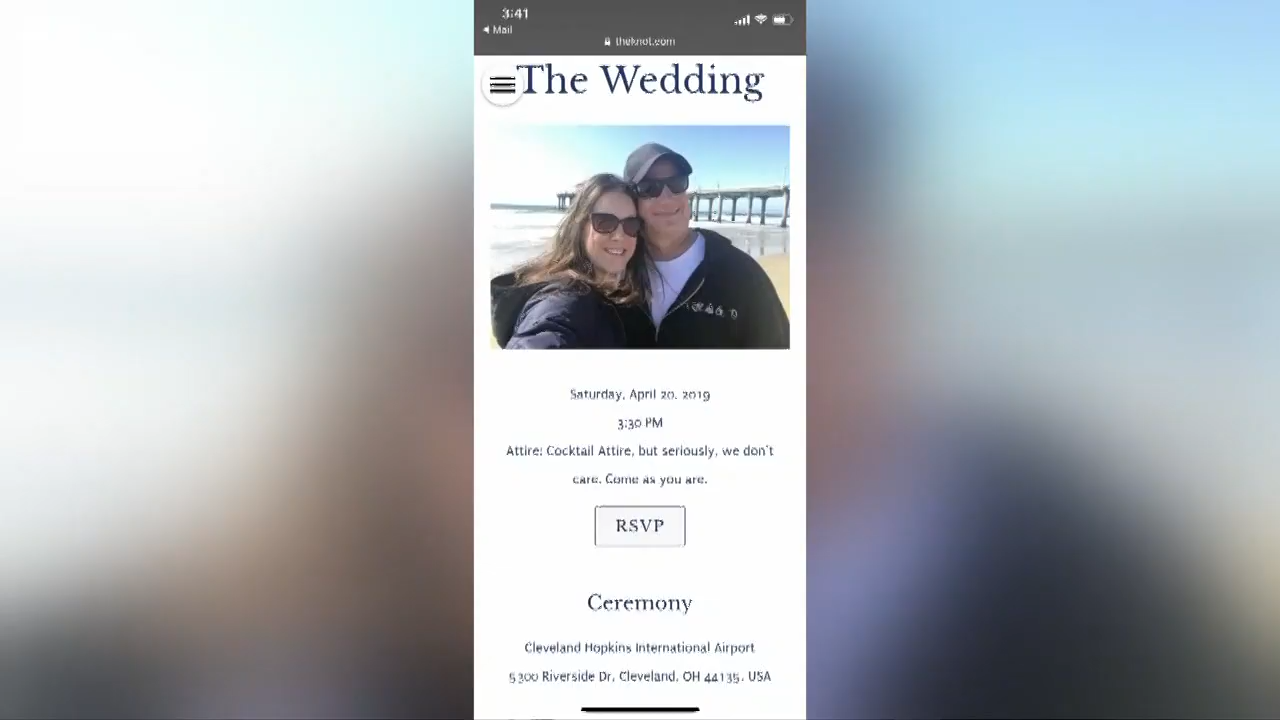 3:41
Mail
theknot.com
The Wedding
Saturday, April 20, 2019
3:30 PM
Attire: Cocktail Attire, but seriously, we don't
care. Come as you are.
RSVP
Ceremony
Cleveland Hopkins International Airport
5300 Riverside Dr, Cleveland, OH 44135, USA